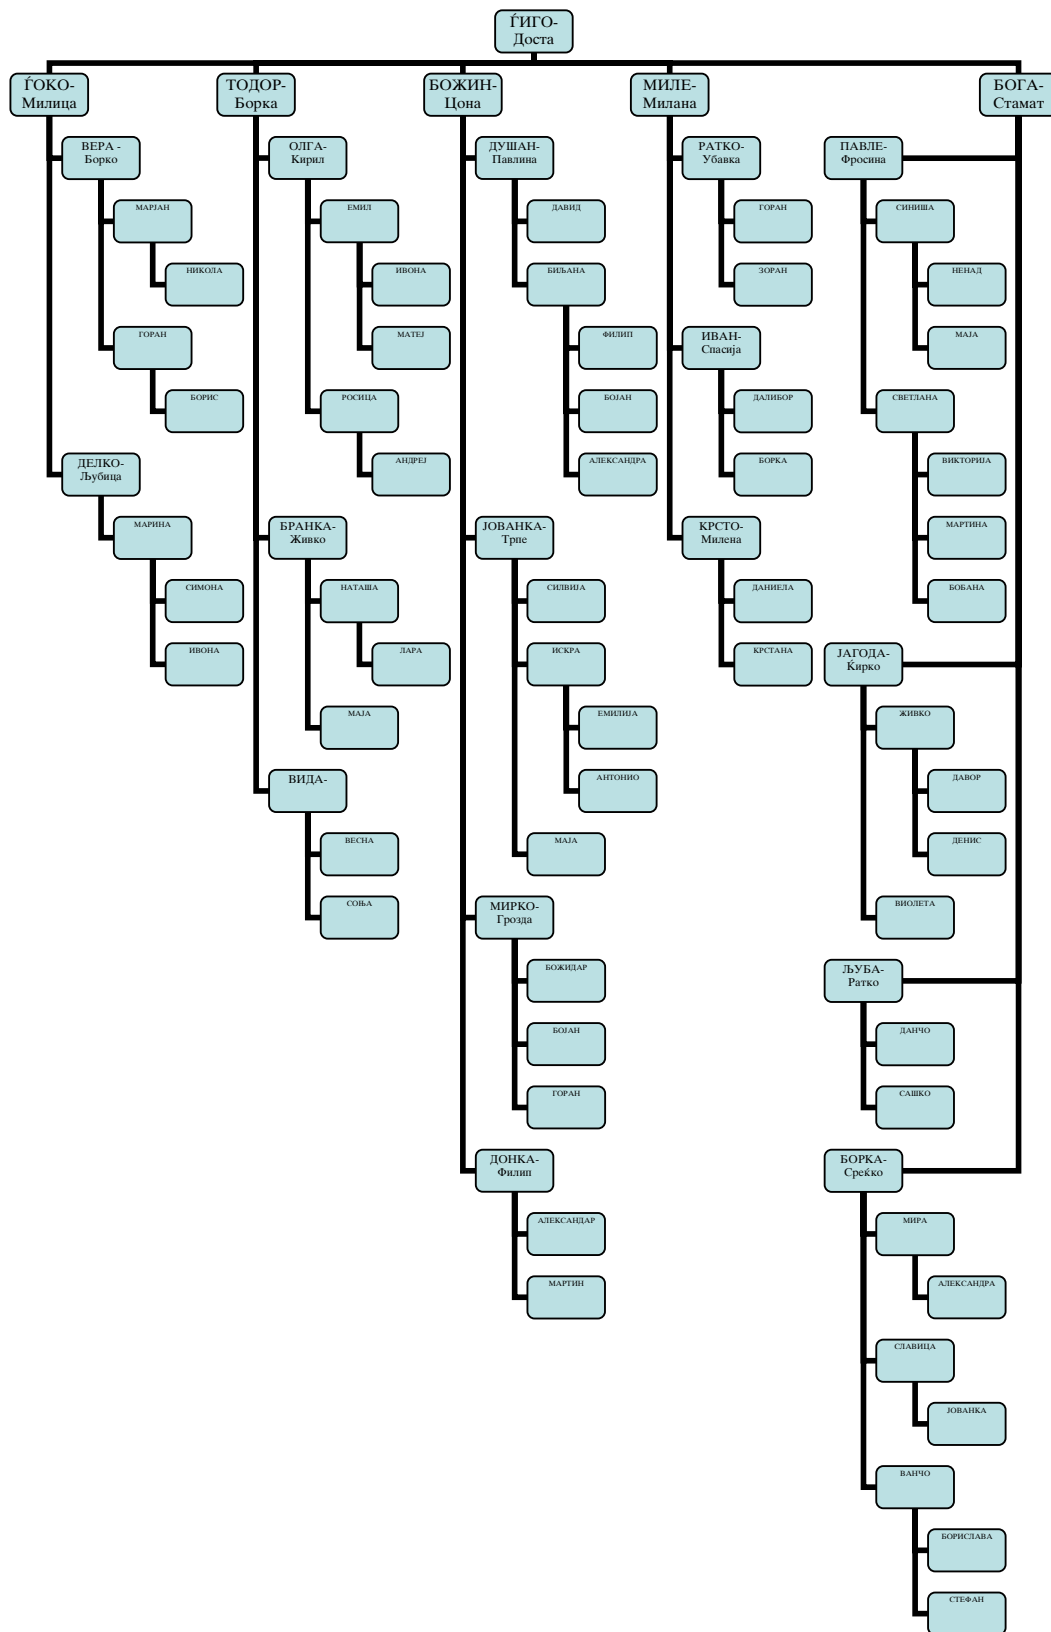 ЃИГО-
Доста
ЃОКО-
Милица
ВЕРА -
Борко
МАРЈАН
НИКОЛА
ГОРАН
БОРИС
ДЕЛКО-
Љубица
МАРИНА
СИМОНА
ИВОНА
ТОДОР-
Борка
ОЛГА-
Кирил
ЕМИЛ
ИВОНА
МАТЕЈ
РОСИЦА
АНДРЕЈ
БРАНКА-
Живко
НАТАША
ЛАРА
МАЈА
ВИДА-
ВЕСНА
СОЊА
БОЖИН-
Цона
ДУШАН-
Павлина
ДАВИД
БИЉАНА
ФИЛИП
БОЈАН
АЛЕКСАНДРА
ЈОВАНКА-
Трпе
СИЛВИЈА
ИСКРА
ЕМИЛИЈА
АНТОНИО
МАЈА
МИРКО-
Грозда
БОЖИДАР
БОЈАН
ГОРАН
ДОНКА-
Филип
АЛЕКСАНДАР
МАРТИН
МИЛЕ-
Милана
РАТКО-
Убавка
ГОРАН
ЗОРАН
ИВАН-
Спасија
ДАЛИБОР
БОРКА
КРСТО-
Милена
ДАНИЕЛА
КРСТАНА
БОГА-
Стамат
ПАВЛЕ-
Фросина
СИНИША
НЕНАД
МАЈА
СВЕТЛАНА
ВИКТОРИЈА
МАРТИНА
БОБАНА
ЈАГОДА-
Ќирко
ЖИВКО
ДАВОР
ДЕНИС
ВИОЛЕТА
ЉУБА-
Ратко
ДАНЧО
САШКО
БОРКА-
Среќко
МИРА
АЛЕКСАНДРА
СЛАВИЦА
ЈОВАНКА
ВАНЧО
БОРИСЛАВА
СТЕФАН